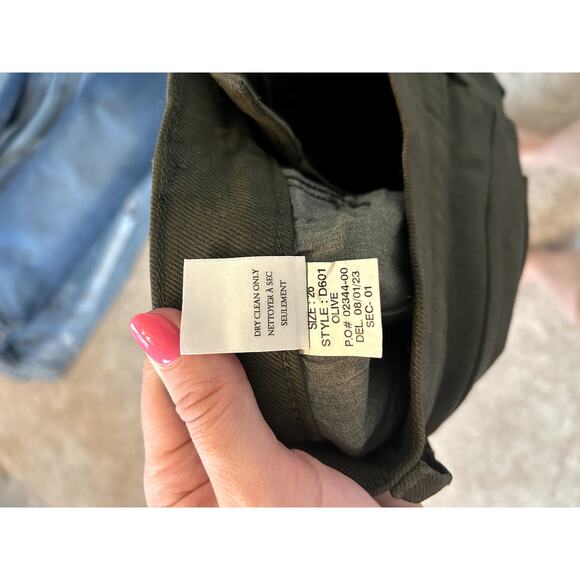 DRY CLEAN ONLY
NETTOYER À SEC
SEULEMENT
SIZE : 26
STYLE : D601
OLIVE
P.O# 02344-00
DEL. 08/01/23
SEC- 01